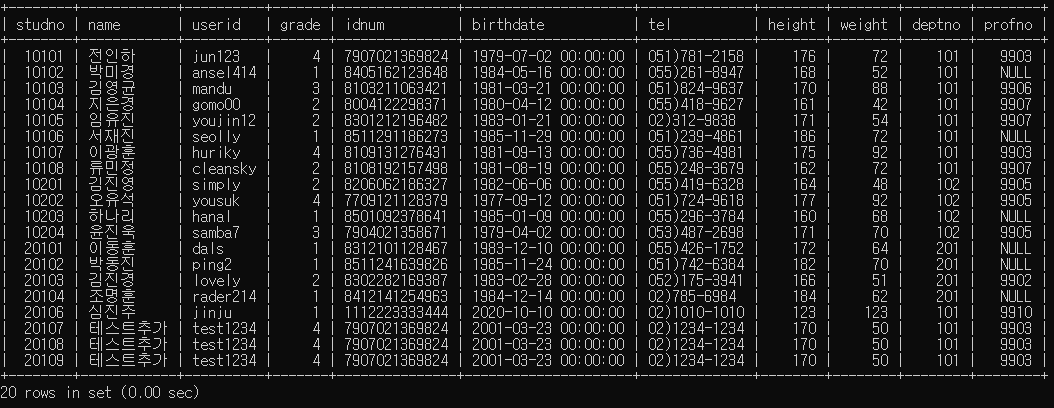 | studno | name | userid | grade | idnum | birthdate | tel | height | weight | deptno | profno |
| 10101 | 전인하 | jun123 | 4 | 7907021369824 | 1979-07-02 00:00:00 | 051)781-2158 | 176 | 72 | 101 | 9903 |
| 10102 | 박미경 | ansel414 | 1 | 8405162123648 | 1984-05-16 00:00:00 | 055)261-8947 | 168 | 52 | 101 | NULL |
| 10103 | 김영균 | mandu | 3 | 8103211063421 | 1981-03-21 00:00:00 | 051)824-9637 | 170 | 88 | 101 | 9906 |
| 10104 | 지은경 | gomo00 | 2 | 8004122298371 | 1980-04-12 00:00:00 | 055)418-9627 | 161 | 42 | 101 | 9907 |
| 10105 | 임유진 | youjin12 | 2 | 8301212196482 | 1983-01-21 00:00:00 | 02)312-9838 | 171 | 54 | 101 | 9907 |
| 10106 | 서재진 | seolly | 1 | 8511291186273 | 1985-11-29 00:00:00 | 051)239-4861 | 186 | 72 | 101 | NULL |
| 10107 | 이광훈 | huriky | 4 | 8109131276431 | 1981-09-13 00:00:00 | 055)736-4981 | 175 | 92 | 101 | 9903 |
| 10108 | 류민정 | cleansky | 2 | 8108192157498 | 1981-08-19 00:00:00 | 055)248-3679 | 162 | 72 | 101 | 9907 |
| 10201 | 김진영 | simply | 2 | 8206062186327 | 1982-06-06 00:00:00 | 055)419-6328 | 164 | 48 | 102 | 9905 |
| 10202 | 오유석 | yousuk | 4 | 7709121128379 | 1977-09-12 00:00:00 | 051)724-9618 | 177 | 92 | 102 | 9905 |
| 10203 | 하나리 | hanal | 1 | 8501092378641 | 1985-01-09 00:00:00 | 055)296-3784 | 160 | 68 | 102 | NULL |
| 10204 | 윤진욱 | samba7 | 3 | 7904021358671 | 1979-04-02 00:00:00 | 053)487-2698 | 171 | 70 | 102 | 9905 |
| 20101 | 이동훈 | dals | 1 | 8312101128467 | 1983-12-10 00:00:00 | 055)426-1752 | 172 | 64 | 201 | NULL |
| 20102 | 박동진 | ping2 | 1 | 8511241639826 | 1985-11-24 00:00:00 | 051)742-6384 | 182 | 70 | 201 | NULL |
| 20103 | 김진경 | lovely | 2 | 8302282169387 | 1983-02-28 00:00:00 | 052)175-3941 | 166 | 51 | 201 | 9902 |
| 20104 | 조명훈 | rader214 | 1 | 8412141254963 | 1984-12-14 00:00:00 | 02)785-6984 | 184 | 62 | 201 | NULL |
| 20106 | 심진주 | jinju | 1 | 1112223333444 | 2020-10-10 00:00:00 | 02)1010-1010 | 123 | 123 | 101 | 9910 |
| 20107 | 테스트추가 | test1234 | 4 | 7907021369824 | 2001-03-23 00:00:00 | 02)1234-1234 | 170 | 50 | 101 | 9903 |
| 20108 | 테스트추가 | test1234 | 4 | 7907021369824 | 2001-03-23 00:00:00 | 02)1234-1234 | 170 | 50 | 101 | 9903 |
| 20109 | 테스트추가 | test1234 | 4 | 7907021369824 | 2001-03-23 00:00:00 | 02)1234-1234 | 170 | 50 | 101 | 9903 |
20 rows in set (0.00 sec)